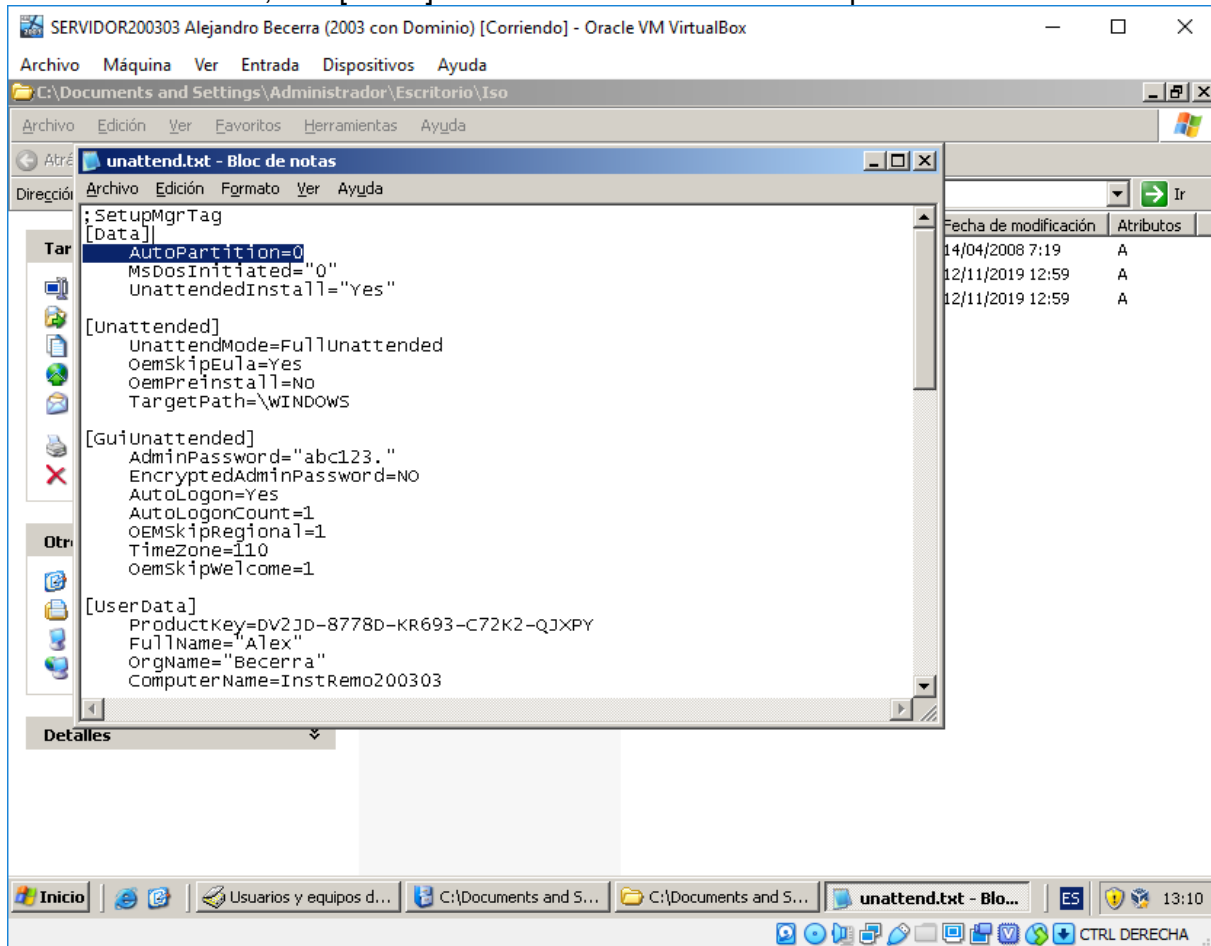 SERVIDOR200303 Alejandro Becerra (2003 con Dominio) [Corriendo] - Oracle VM VirtualBox
Archivo Máquina Ver Entrada Dispositivos Ayuda
C:\Documents and Settings\Administrador\Escritorio\Iso
Archivo Edición Ver Favoritos Herramientas Ayuda
Atrá
unattend.txt - Bloc de notas
Direcció
Archivo Edición Formato Ver Ayuda
Ir
;SetupMgrTag
Fecha de modificación Atributos
[Data]
Tar
AutoPartition=0
14/04/2008 7:19 A
MsDosInitiated="0"
12/11/2019 12:59 A
UnattendedInstall="Yes"
12/11/2019 12:59 A
[Unattended]
UnattendMode=FullUnattended
OemSkipEula=Yes
OemPreinstall=No
TargetPath=\WINDOWS
[GuiUnattended]
AdminPassword="abc123."
EncryptedAdminPassword=NO
AutoLogon=Yes
AutoLogonCount=1
OEMSkipRegional=1
Otr
TimeZone=110
OemSkipWelcome=1
[UserData]
ProductKey=DV2JD-8778D-KR693-C72K2-QJXPY
FullName="Alex"
OrgName="Becerra"
ComputerName=InstRemo200303
Detalles
Inicio Usuarios y equipos d... C:\Documents and S... C:\Documents and S... unattend.txt - Blo... ES 13:10
CTRL DERECHA